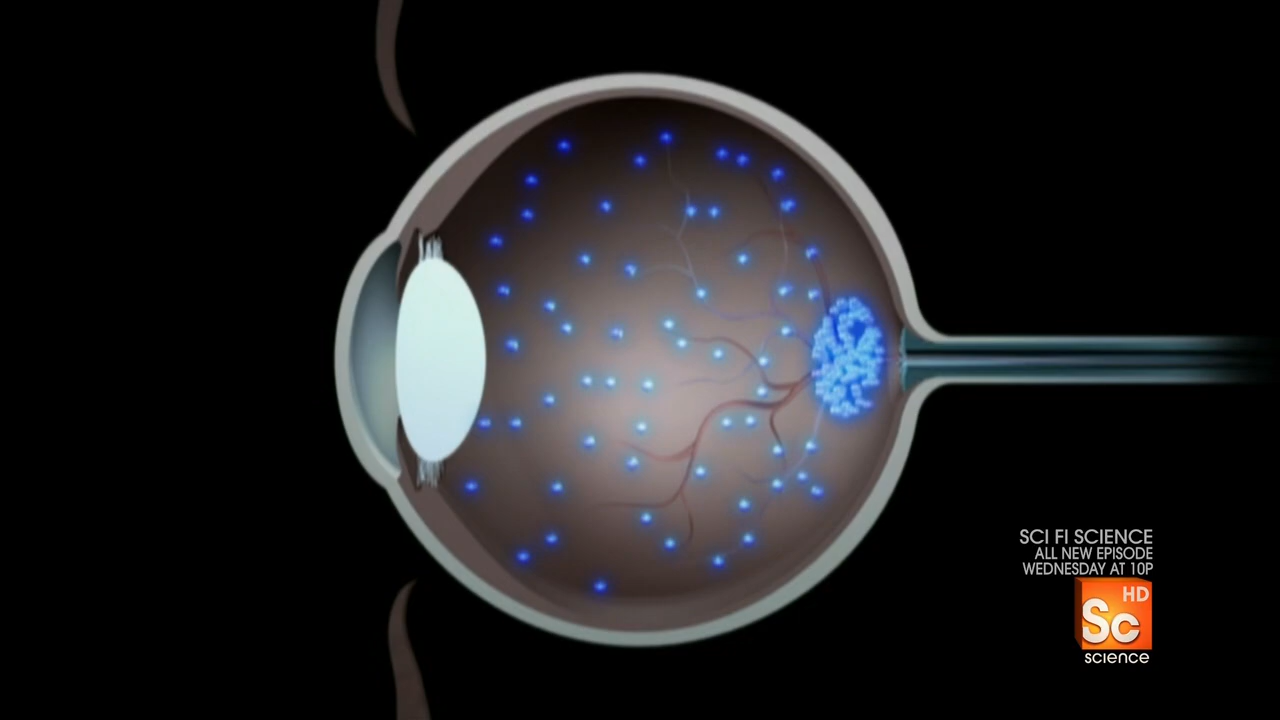 SCI FI SCIENCE
ALL NEW EPISODE
WEDNESDAY AT 10P
HD
Sc
science